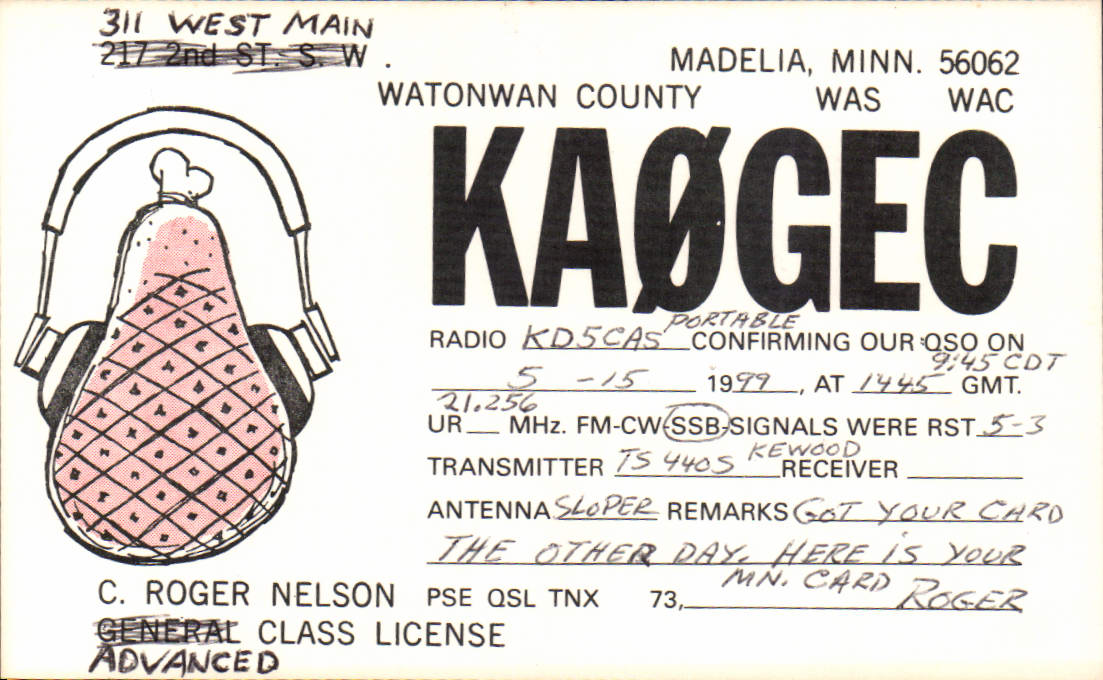 311 WEST MAIN
217 2nd ST. S. W.
MADELIA, MINN. 56062
WATONWAN COUNTY WAS WAC
KAØGEC
PORTABLE
RADIO KD5CAS CONFIRMING OUR QSO ON
9:45 CDT
5 -15 1999, AT 1445 GMT.
21.256
UR MHz. FM-CW-SSB-SIGNALS WERE RST 5-3
KEWOOD
TRANSMITTER TS 440S RECEIVER
ANTENNA SLOPER REMARKS GOT YOUR CARD
THE OTHER DAY. HERE IS YOUR
MN. CARD
C. ROGER NELSON PSE QSL TNX 73, ROGER
GENERAL CLASS LICENSE
ADVANCED